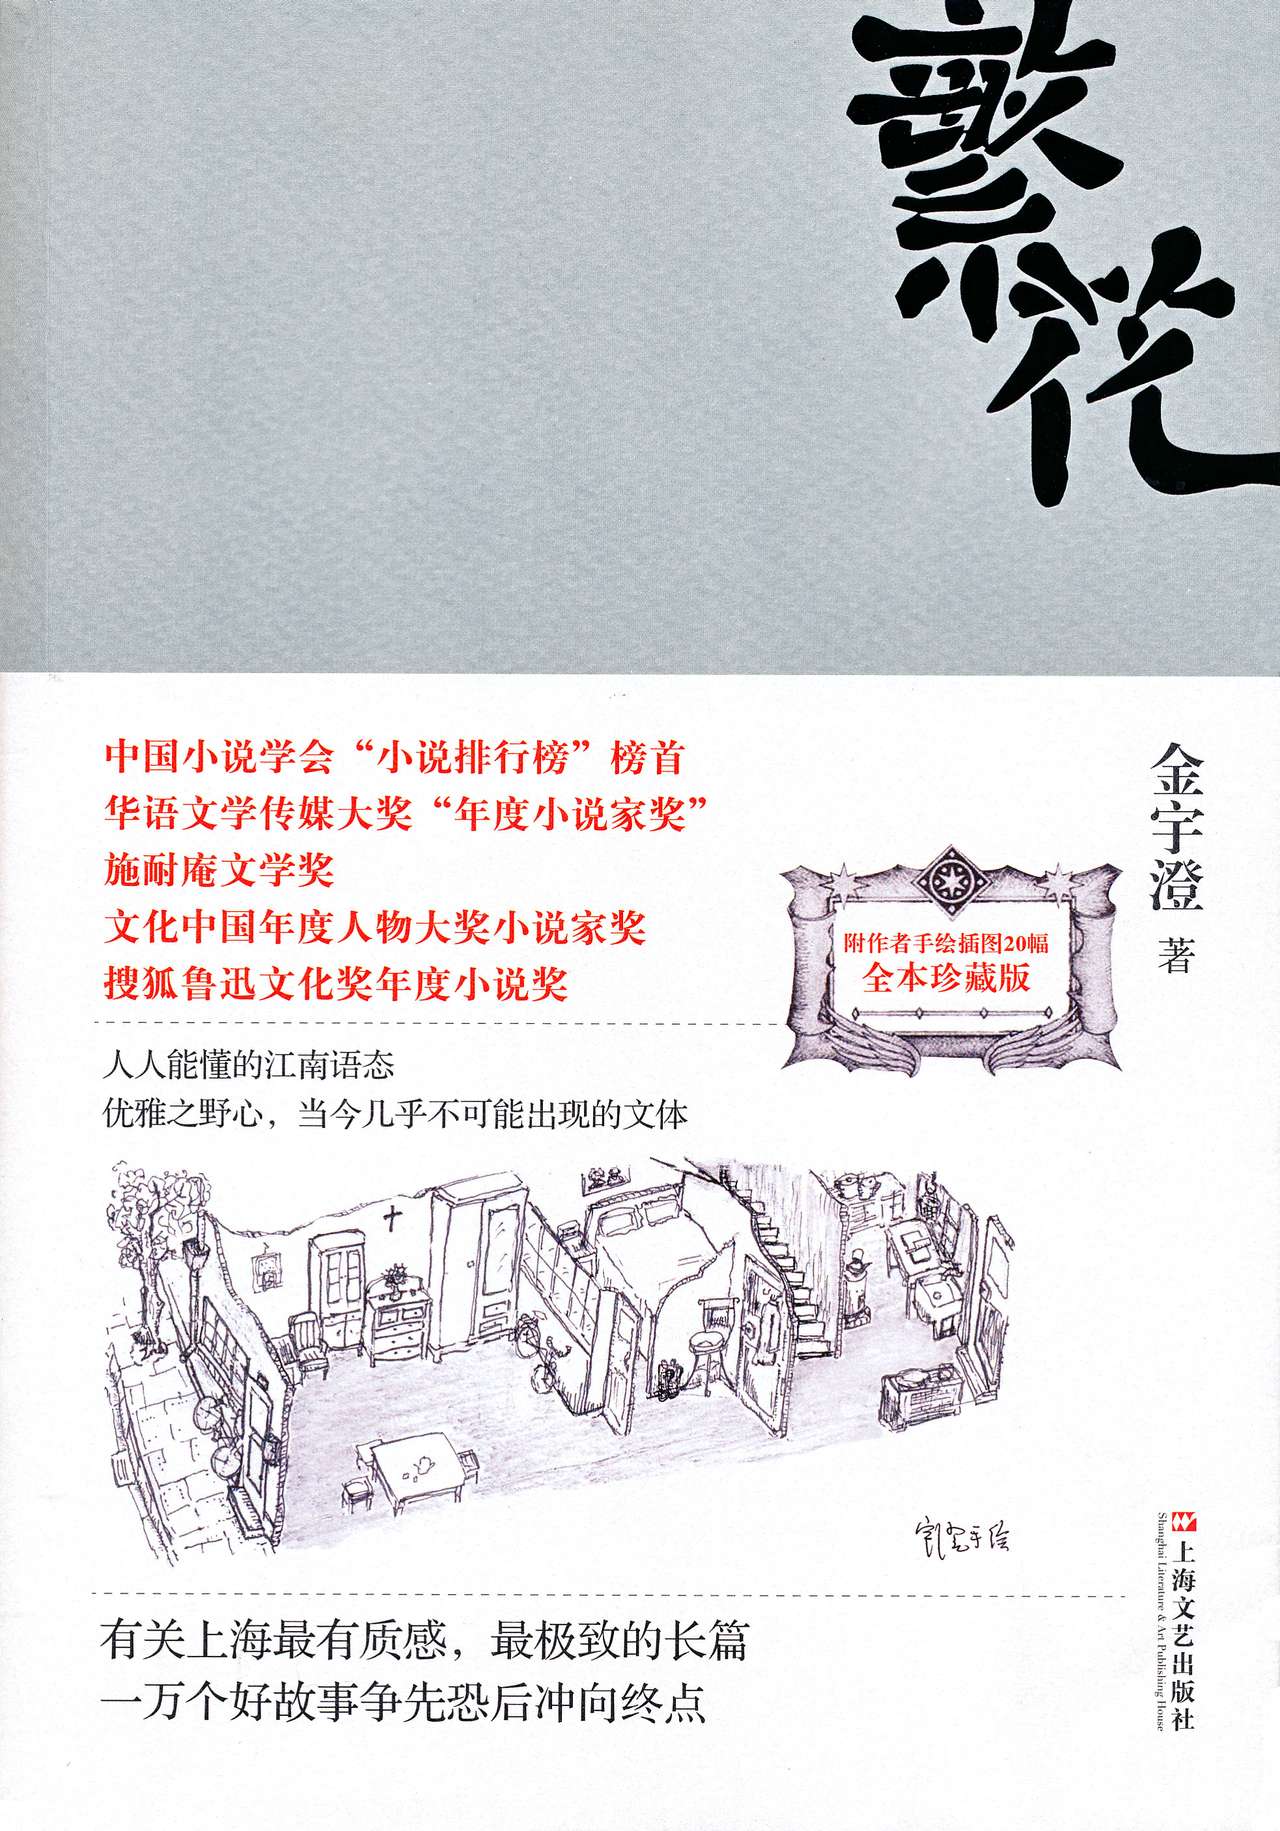 繁花
中国小说学会“小说排行榜”榜首
华语文学传媒大奖“年度小说家奖”
施耐庵文学奖
文化中国年度人物大奖小说家奖
搜狐鲁迅文化奖年度小说奖
金宇澄 著
附作者手绘插图20幅
全本珍藏版
人人能懂的江南语态
优雅之野心，当今几乎不可能出现的文体
手绘
有关上海最有质感，最极致的长篇
一万个好故事争先恐后冲向终点
上海文艺出版社
Shanghai Literature & Art Publishing House